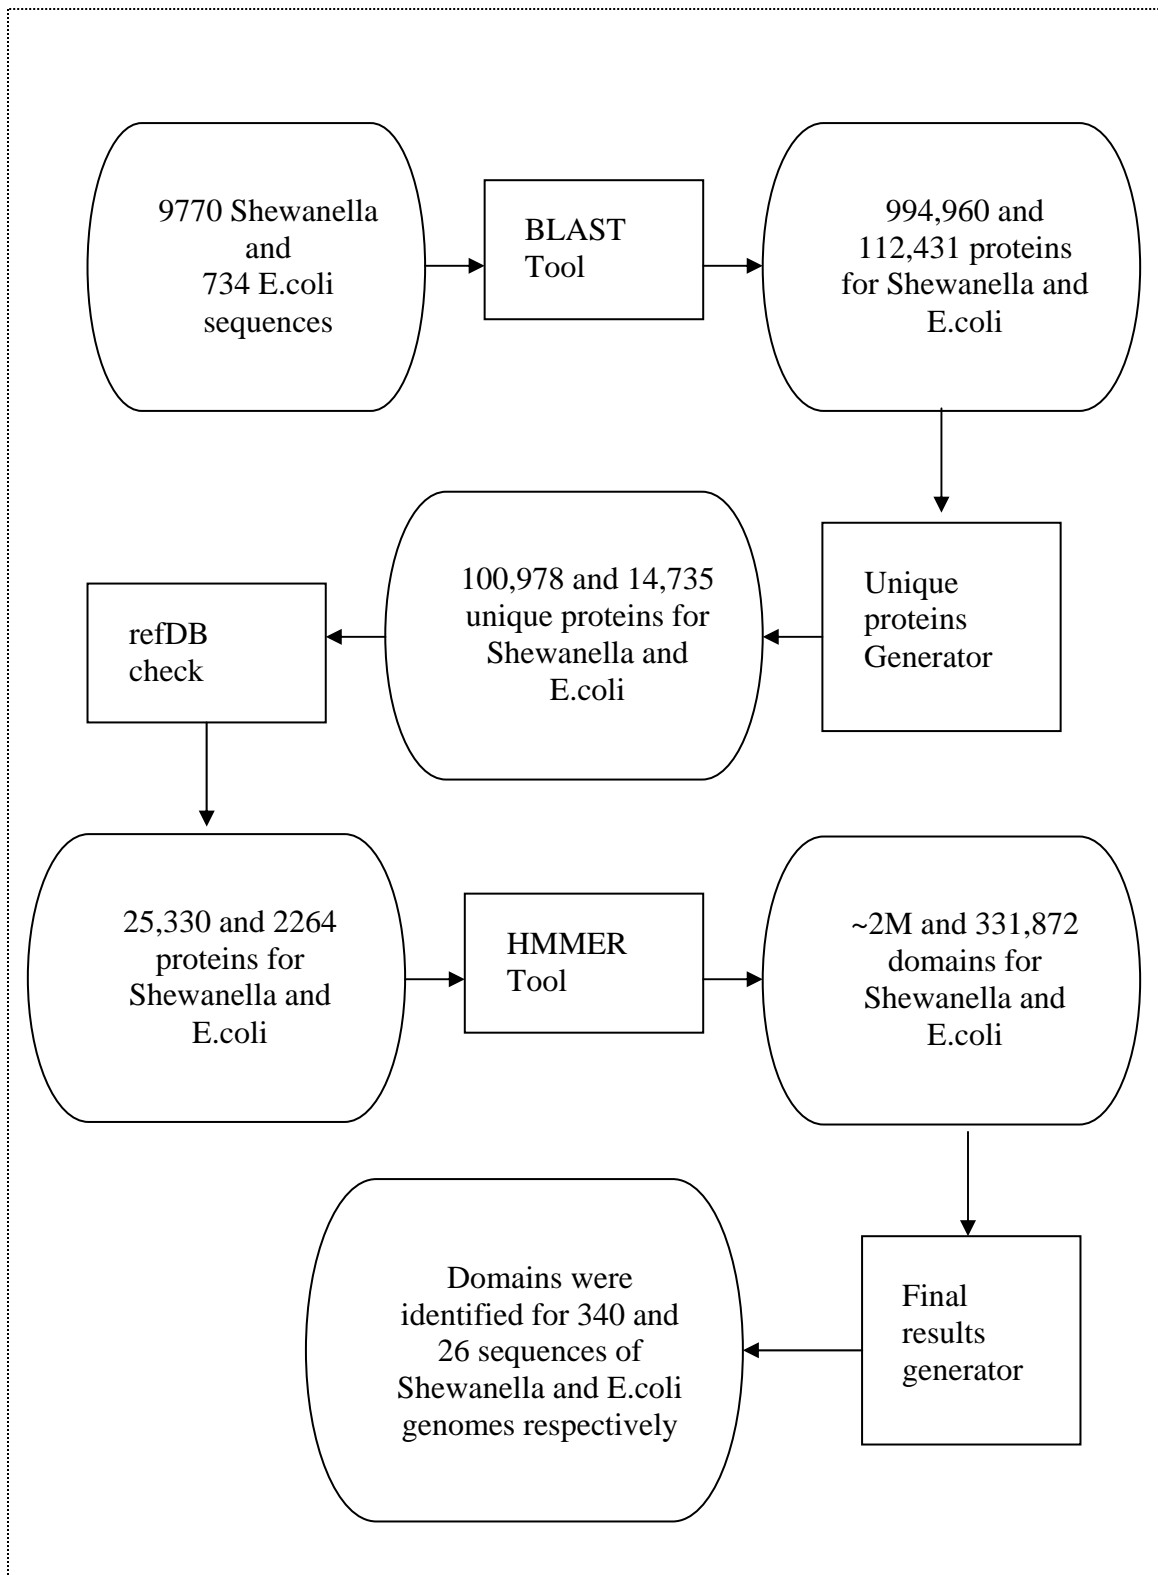 9770 Shewanella
and
734 E.coli
sequences
BLAST
Tool
994,960 and
112,431 proteins
for Shewanella and
E.coli
Unique
proteins
Generator
100,978 and 14,735
unique proteins for
Shewanella and
E.coli
refDB
check
25,330 and 2264
proteins for
Shewanella and
E.coli
HMMER
Tool
~2M and 331,872
domains for
Shewanella and
E.coli
Final
results
generator
Domains were
identified for 340 and
26 sequences of
Shewanella and E.coli
genomes respectively